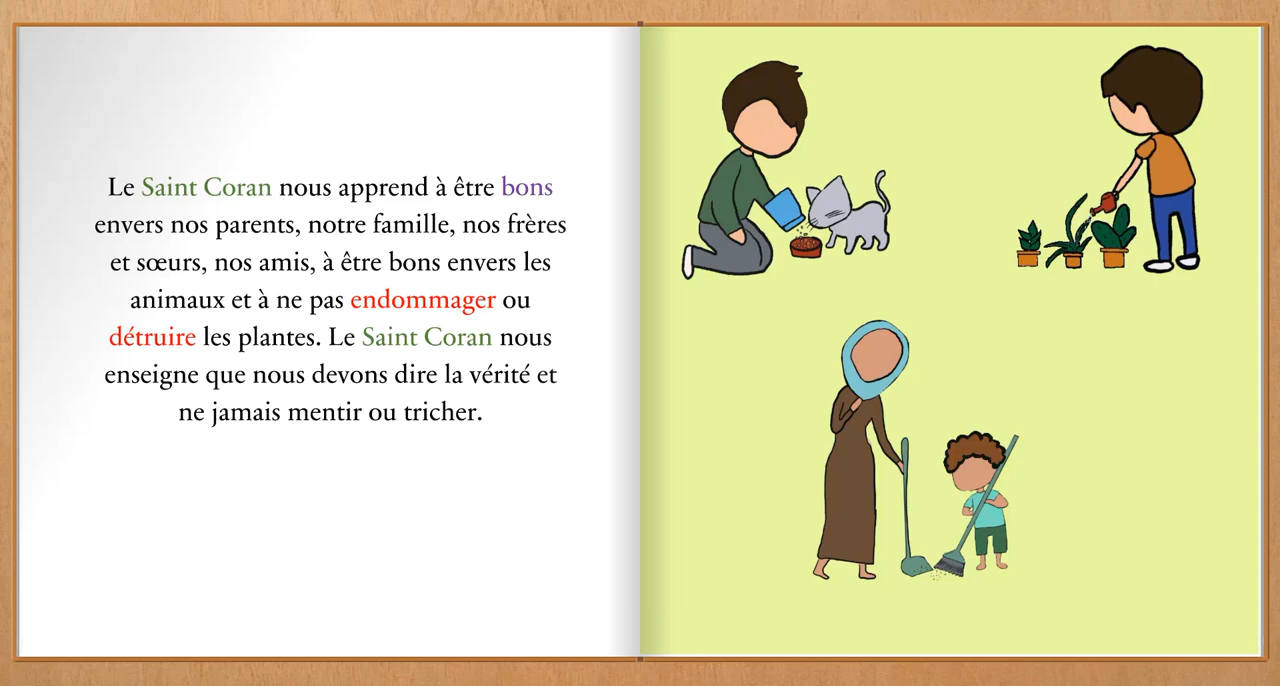 Le Saint Coran nous apprend à être bons
envers nos parents, notre famille, nos frères
et sœurs, nos amis, à être bons envers les
animaux et à ne pas endommager ou
détruire les plantes. Le Saint Coran nous
enseigne que nous devons dire la vérité et
ne jamais mentir ou tricher.